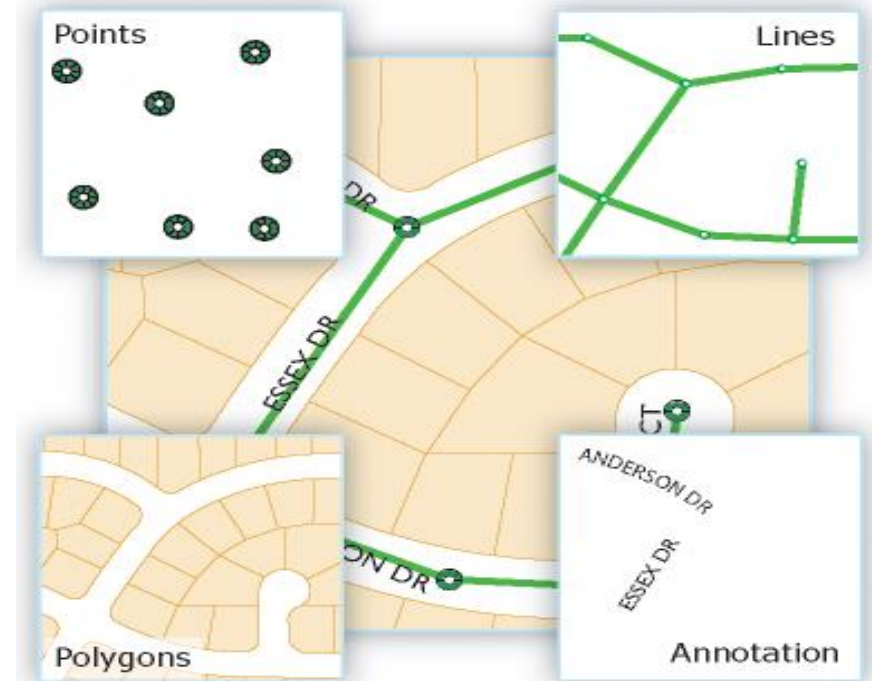 Points
Lines
DR
ESSEX DR
CT
ON DR
Polygons
ANDERSON DR
ESSEX DR
Annotation